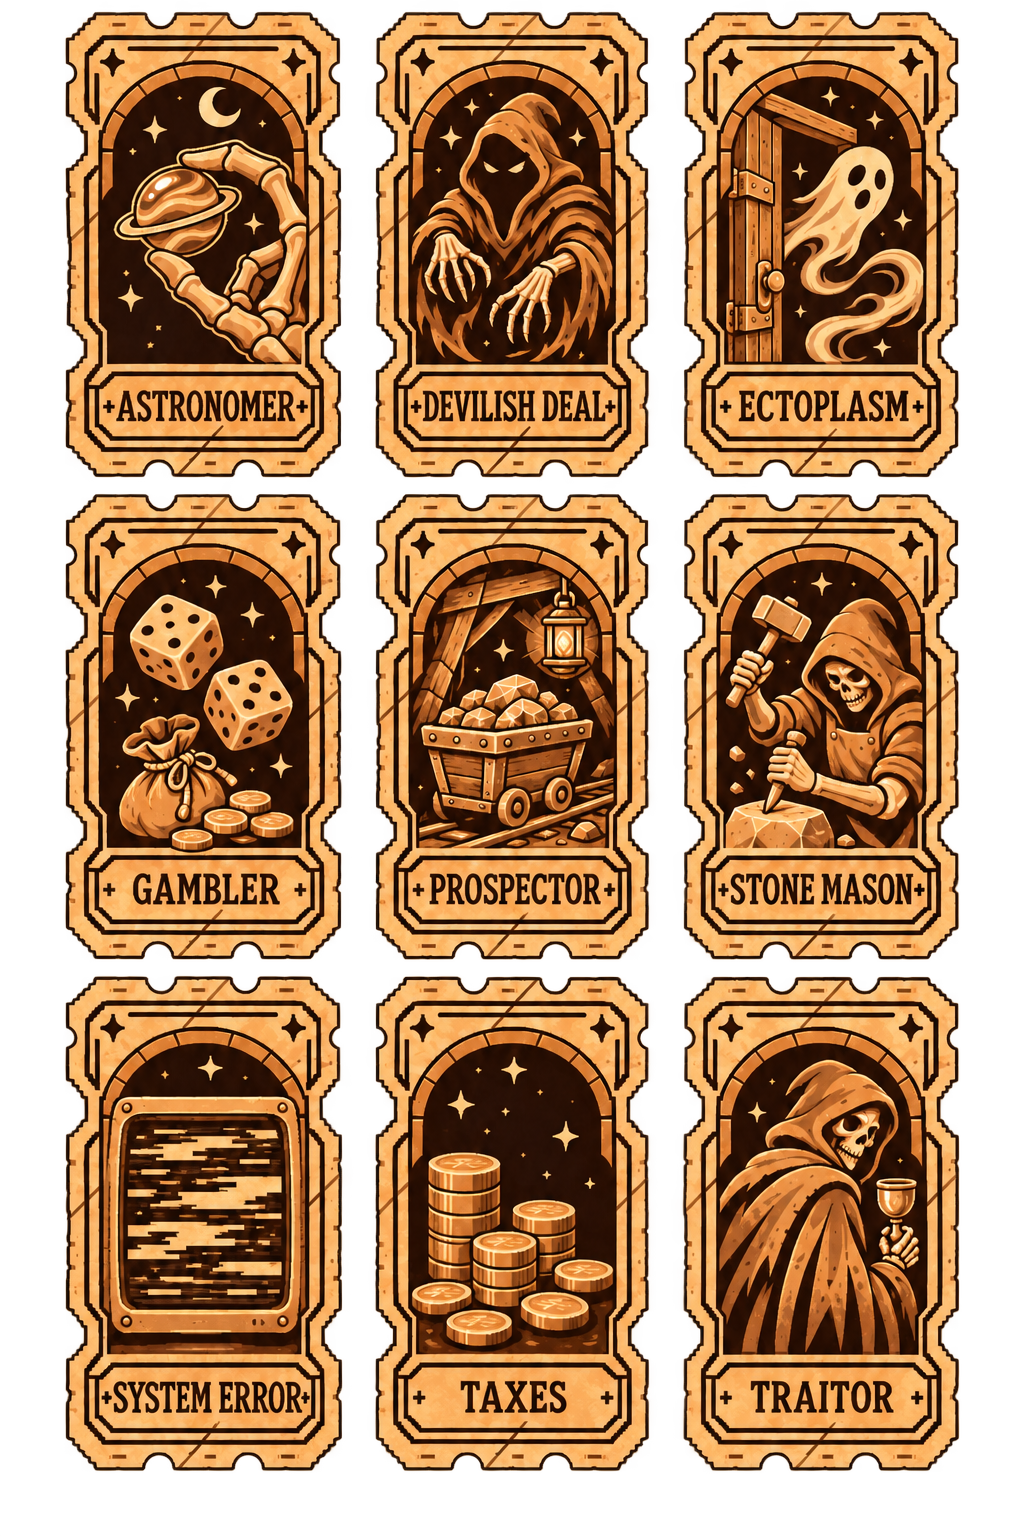 ASTRONOMER
DEVILISH DEAL
ECTOPLASM
GAMBLER
PROSPECTOR
STONE MASON
SYSTEM ERROR
TAXES
TRAITOR